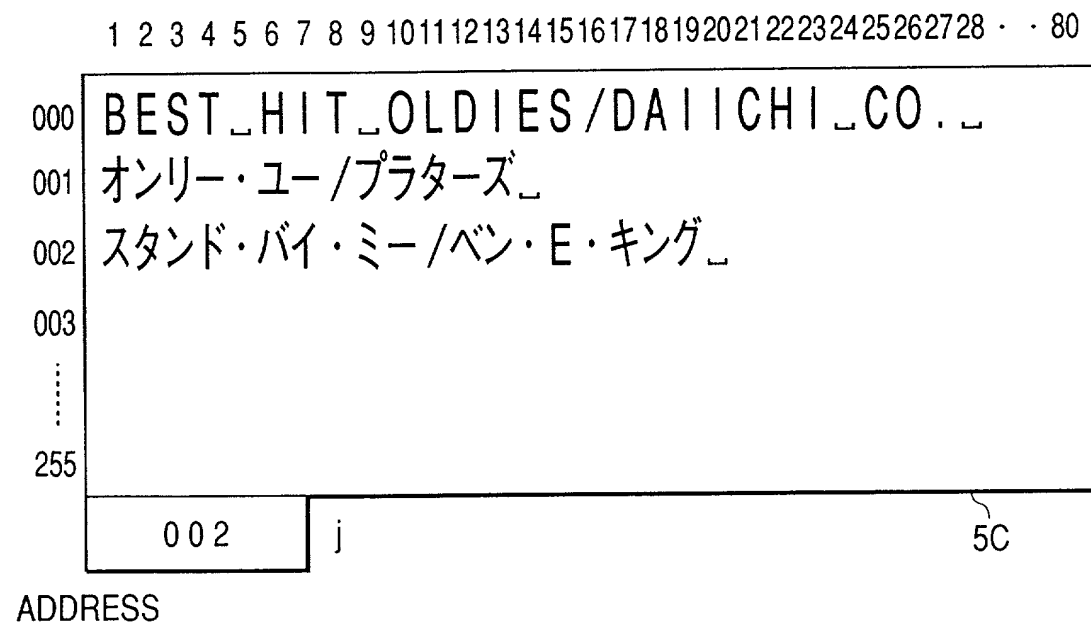 1 2 3 4 5 6 7 8 9 10 11 12 13 14 15 16 17 18 19 20 21 22 23 24 25 26 27 28 · · 80
000 BEST␣HIT␣OLDIES/DAIICHI␣CO.␣
001 オンリー・ユー/プラターズ␣
002 スタンド・バイ・ミー/ベン・E・キング␣
003
255
002 j 5C
ADDRESS